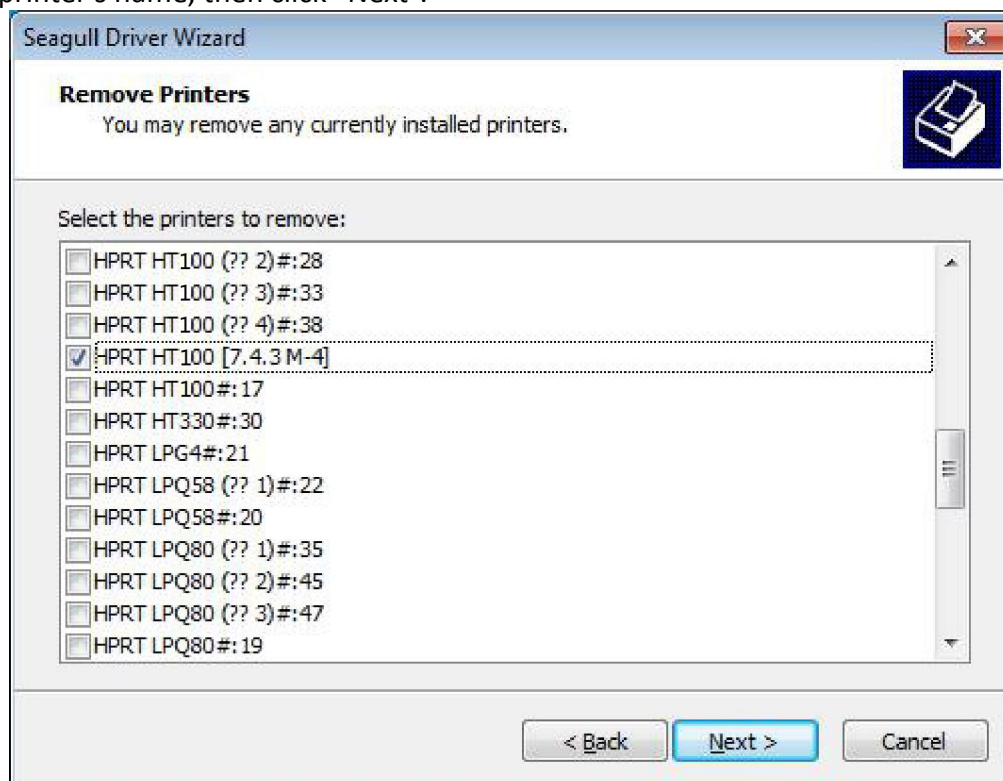 printer's name, then click "Next".
Seagull Driver Wizard
Remove Printers
You may remove any currently installed printers.
Select the printers to remove:
HPRT HT100 (?? 2)#:28
HPRT HT100 (?? 3)#:33
HPRT HT100 (?? 4)#:38
HPRT HT100 [7.4.3 M-4]
HPRT HT100#:17
HPRT HT330#:30
HPRT LPG4#:21
HPRT LPQ58 (?? 1)#:22
HPRT LPQ58#:20
HPRT LPQ80 (?? 1)#:35
HPRT LPQ80 (?? 2)#:45
HPRT LPQ80 (?? 3)#:47
HPRT LPQ80#:19
< Back Next > Cancel